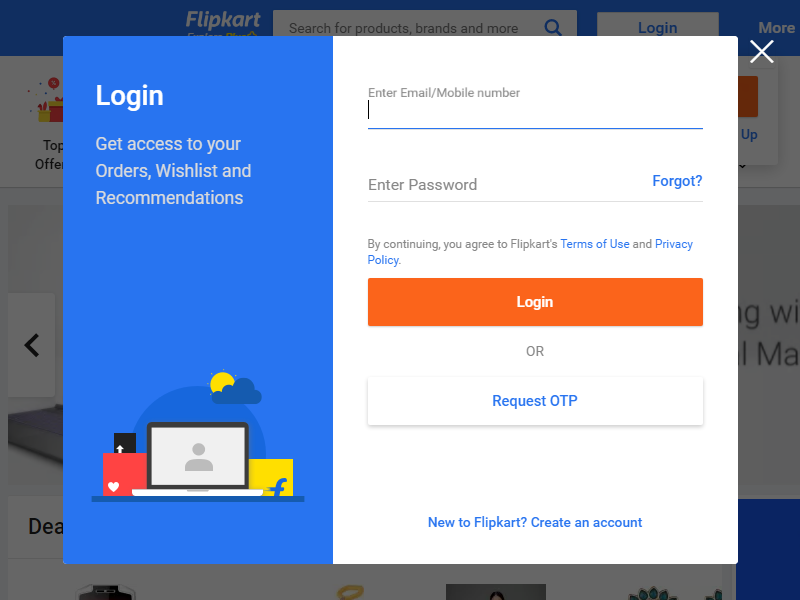 Flipkart
Explore Plus
Search for products, brands and more
Login
More
Login
Get access to your
Orders, Wishlist and
Recommendations
Enter Email/Mobile number
Enter Password
Forgot?
By continuing, you agree to Flipkart's Terms of Use and Privacy
Policy.
Login
OR
Request OTP
New to Flipkart? Create an account
Top
Offer
Up
ng wi
l Ma
Dea